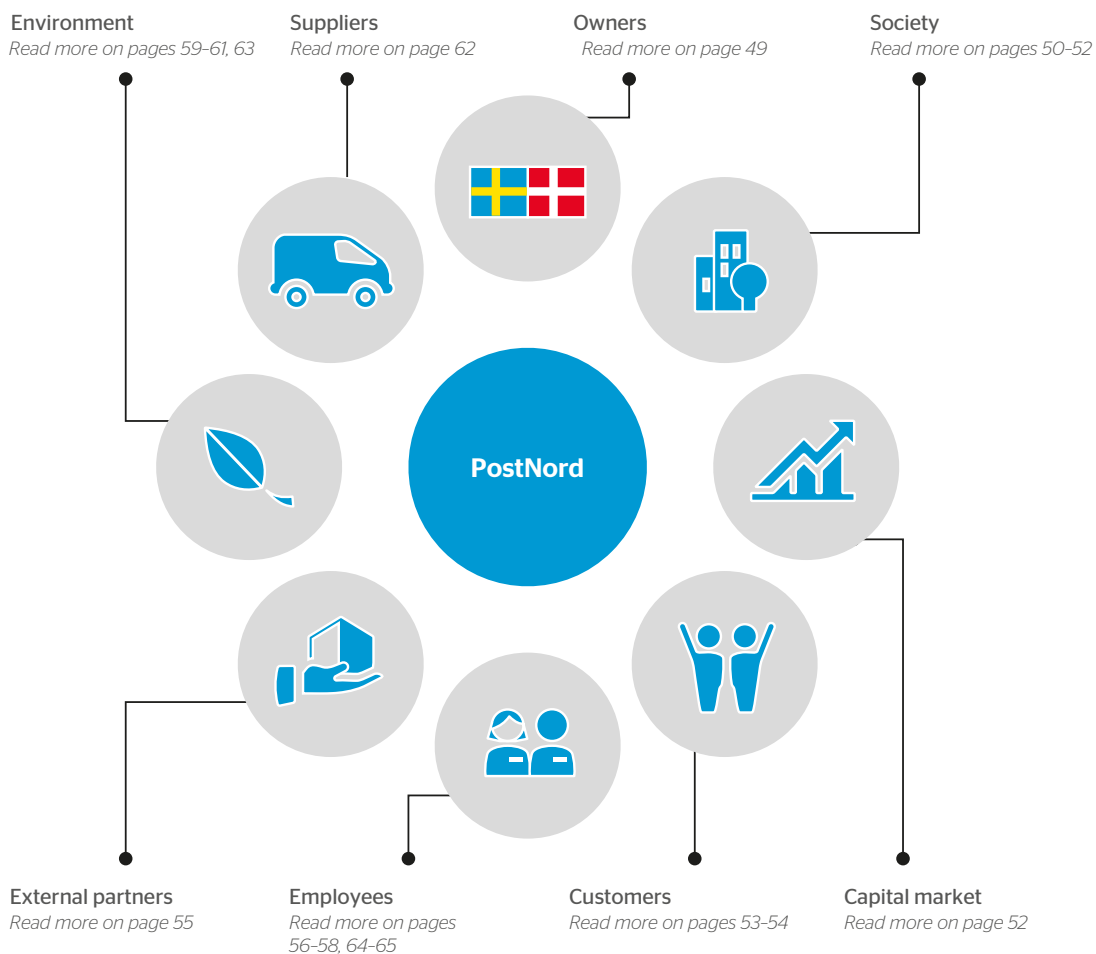 Environment
Read more on pages 59–61, 63
Suppliers
Read more on page 62
Owners
Read more on page 49
Society
Read more on pages 50–52
PostNord
External partners
Read more on page 55
Employees
Read more on pages
56–58, 64-65
Customers
Read more on pages 53–54
Capital market
Read more on page 52